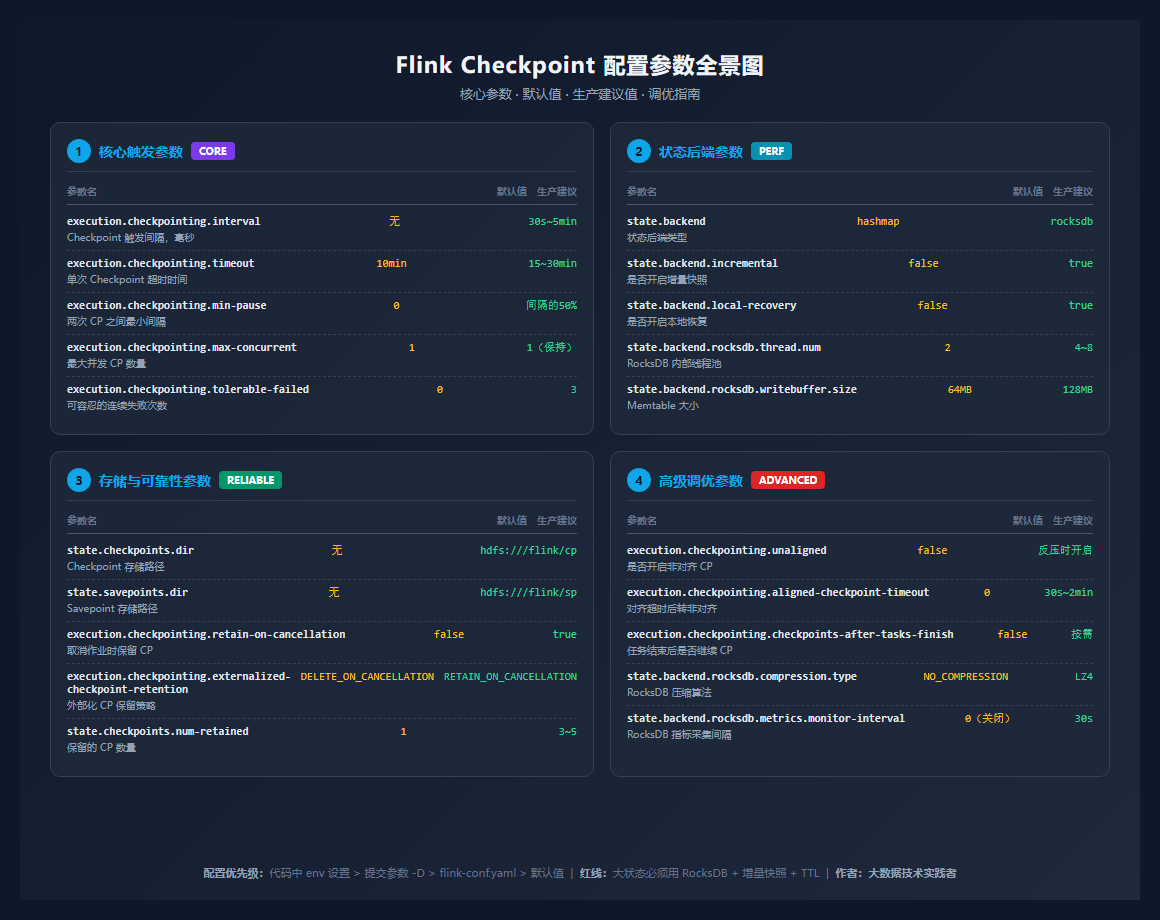 Flink Checkpoint 配置参数全景图
核心参数 · 默认值 · 生产建议值 · 调优指南
1 核心触发参数 CORE
参数名 默认值 生产建议
execution.checkpointing.interval 无 30s~5min
Checkpoint 触发间隔，毫秒
execution.checkpointing.timeout 10min 15~30min
单次 Checkpoint 超时时间
execution.checkpointing.min-pause 0 间隔的50%
两次 CP 之间最小间隔
execution.checkpointing.max-concurrent 1 1（保持）
最大并发 CP 数量
execution.checkpointing.tolerable-failed 0 3
可容忍的连续失败次数
2 状态后端参数 PERF
参数名 默认值 生产建议
state.backend hashmap rocksdb
状态后端类型
state.backend.incremental false true
是否开启增量快照
state.backend.local-recovery false true
是否开启本地恢复
state.backend.rocksdb.thread.num 2 4~8
RocksDB 内部线程池
state.backend.rocksdb.writebuffer.size 64MB 128MB
Memtable 大小
3 存储与可靠性参数 RELIABLE
参数名 默认值 生产建议
state.checkpoints.dir 无 hdfs:///flink/cp
Checkpoint 存储路径
state.savepoints.dir 无 hdfs:///flink/sp
Savepoint 存储路径
execution.checkpointing.retain-on-cancellation false true
取消作业时保留 CP
execution.checkpointing.externalized- DELETE_ON_CANCELLATION RETAIN_ON_CANCELLATION
checkpoint-retention
外部化 CP 保留策略
state.checkpoints.num-retained 1 3~5
保留的 CP 数量
4 高级调优参数 ADVANCED
参数名 默认值 生产建议
execution.checkpointing.unaligned false 反压时开启
是否开启非对齐 CP
execution.checkpointing.aligned-checkpoint-timeout 0 30s~2min
对齐超时后转非对齐
execution.checkpointing.checkpoints-after-tasks-finish false 按需
任务结束后是否继续 CP
state.backend.rocksdb.compression.type NO_COMPRESSION LZ4
RocksDB 压缩算法
state.backend.rocksdb.metrics.monitor-interval 0（关闭） 30s
RocksDB 指标采集间隔
配置优先级：代码中 env 设置 > 提交参数 -D > flink-conf.yaml > 默认值 | 红线：大状态必须用 RocksDB + 增量快照 + TTL | 作者：大数据技术实践者